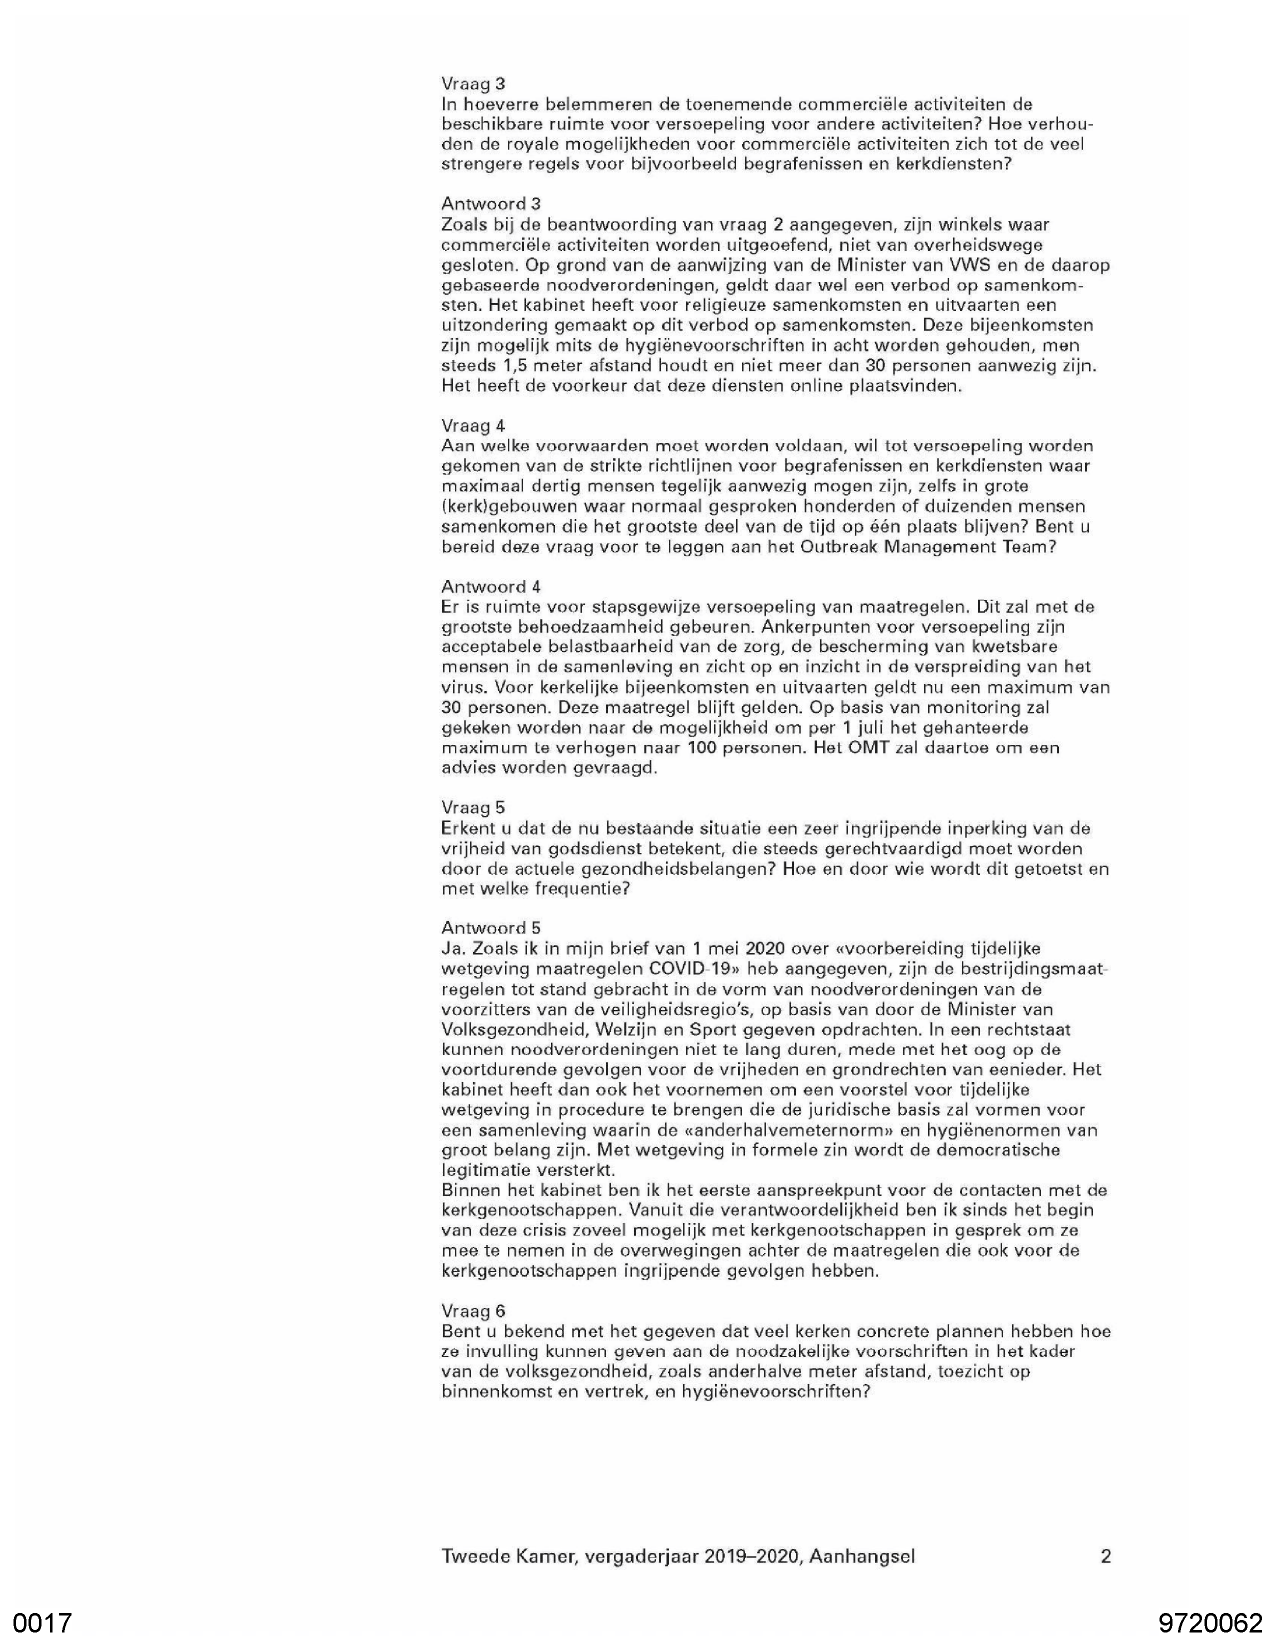 Vraag 3
In hoeverre belemmeren de toenemende commerciële activiteiten de
beschikbare ruimte voor versoepeling voor andere activiteiten? Hoe verhou-
den de royale mogelijkheden voor commerciële activiteiten zich tot de veel
strengere regels voor bijvoorbeeld begrafenissen en kerkdiensten?
Antwoord 3
Zoals bij de beantwoording van vraag 2 aangegeven, zijn winkels waar
commerciële activiteiten worden uitgeoefend, niet van overheidswege
gesloten. Op grond van de aanwijzing van de Minister van VWS en de daarop
gebaseerde noodverordeningen, geldt daar wel een verbod op samenkom-
sten. Het kabinet heeft voor religieuze samenkomsten en uitvaarten een
uitzondering gemaakt op dit verbod op samenkomsten. Deze bijeenkomsten
zijn mogelijk mits de hygiënevoorschriften in acht worden gehouden, men
steeds 1,5 meter afstand houdt en niet meer dan 30 personen aanwezig zijn.
Het heeft de voorkeur dat deze diensten online plaatsvinden.
Vraag 4
Aan welke voorwaarden moet worden voldaan, wil tot versoepeling worden
gekomen van de strikte richtlijnen voor begrafenissen en kerkdiensten waar
maximaal dertig mensen tegelijk aanwezig mogen zijn, zelfs in grote
(kerk)gebouwen waar normaal gesproken honderden of duizenden mensen
samenkomen die het grootste deel van de tijd op één plaats blijven? Bent u
bereid deze vraag voor te leggen aan het Outbreak Management Team?
Antwoord 4
Er is ruimte voor stapsgewijze versoepeling van maatregelen. Dit zal met de
grootste behoedzaamheid gebeuren. Ankerpunten voor versoepeling zijn
acceptabele belastbaarheid van de zorg, de bescherming van kwetsbare
mensen in de samenleving en zicht op en inzicht in de verspreiding van het
virus. Voor kerkelijke bijeenkomsten en uitvaarten geldt nu een maximum van
30 personen. Deze maatregel blijft gelden. Op basis van monitoring zal
gekeken worden naar de mogelijkheid om per 1 juli het gehanteerde
maximum te verhogen naar 100 personen. Het OMT zal daartoe om een
advies worden gevraagd.
Vraag 5
Erkent u dat de nu bestaande situatie een zeer ingrijpende inperking van de
vrijheid van godsdienst betekent, die steeds gerechtvaardigd moet worden
door de actuele gezondheidsbelangen? Hoe en door wie wordt dit getoetst en
met welke frequentie?
Antwoord 5
Ja. Zoals ik in mijn brief van 1 mei 2020 over «voorbereiding tijdelijke
wetgeving maatregelen COVID-19» heb aangegeven, zijn de bestrijdingsmaat-
regelen tot stand gebracht in de vorm van noodverordeningen van de
voorzitters van de veiligheidsregio's, op basis van door de Minister van
Volksgezondheid, Welzijn en Sport gegeven opdrachten. In een rechtstaat
kunnen noodverordeningen niet te lang duren, mede met het oog op de
voortdurende gevolgen voor de vrijheden en grondrechten van eenieder. Het
kabinet heeft dan ook het voornemen om een voorstel voor tijdelijke
wetgeving in procedure te brengen die de juridische basis zal vormen voor
een samenleving waarin de «anderhalvemeternorm» en hygiënenormen van
groot belang zijn. Met wetgeving in formele zin wordt de democratische
legitimatie versterkt.
Binnen het kabinet ben ik het eerste aanspreekpunt voor de contacten met de
kerkgenootschappen. Vanuit die verantwoordelijkheid ben ik sinds het begin
van deze crisis zoveel mogelijk met kerkgenootschappen in gesprek om ze
mee te nemen in de overwegingen achter de maatregelen die ook voor de
kerkgenootschappen ingrijpende gevolgen hebben.
Vraag 6
Bent u bekend met het gegeven dat veel kerken concrete plannen hebben hoe
ze invulling kunnen geven aan de noodzakelijke voorschriften in het kader
van de volksgezondheid, zoals anderhalve meter afstand, toezicht op
binnenkomst en vertrek, en hygiënevoorschriften?
Tweede Kamer, vergaderjaar 2019–2020, Aanhangsel 2
0017 9720062